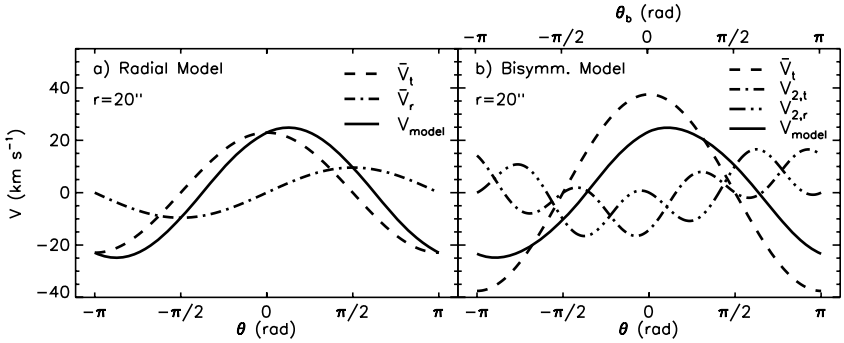 θb (rad)
−π −π/2 0 π/2 π
a) Radial Model
r=20"
V̄t
V̄r
Vmodel
b) Bisymm. Model
r=20"
V̄t
V2,t
V2,r
Vmodel
V (km s−1)
40
20
0
−20
−40
−π −π/2 0 π/2 π
θ (rad)
−π −π/2 0 π/2 π
θ (rad)